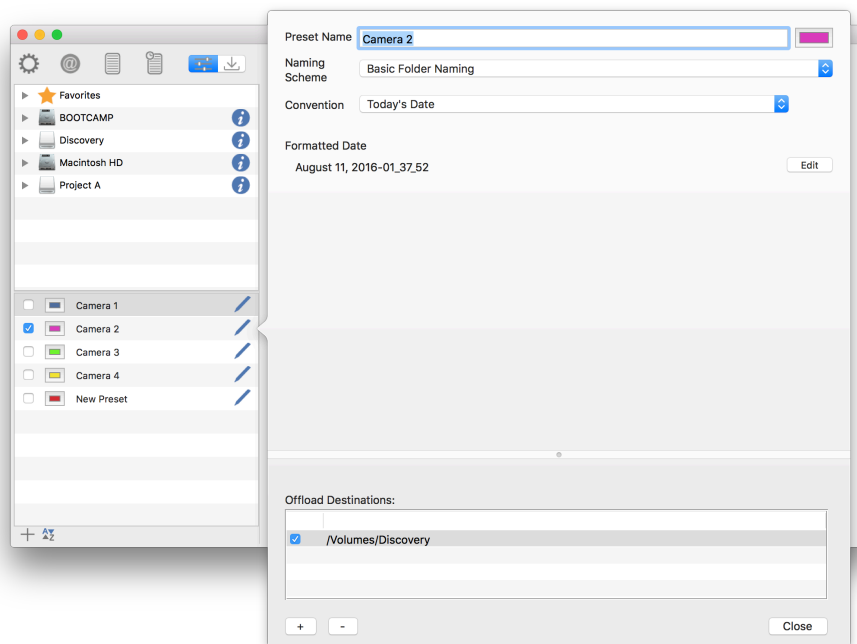 Preset Name Camera 2
Naming Scheme Basic Folder Naming
Convention Today's Date
Formatted Date
August 11, 2016-01_37_52
Edit
Favorites
BOOTCAMP
Discovery
Macintosh HD
Project A
Camera 1
Camera 2
Camera 3
Camera 4
New Preset
Offload Destinations:
/Volumes/Discovery
+ - Close